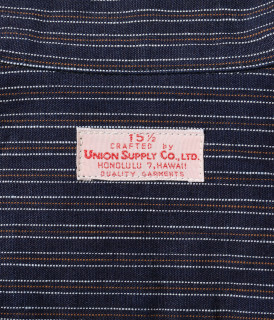 15½
CRAFTED by
UNION SUPPLY CO., LTD.
HONOLULU 7, HAWAII
QUALITY GARMENTS